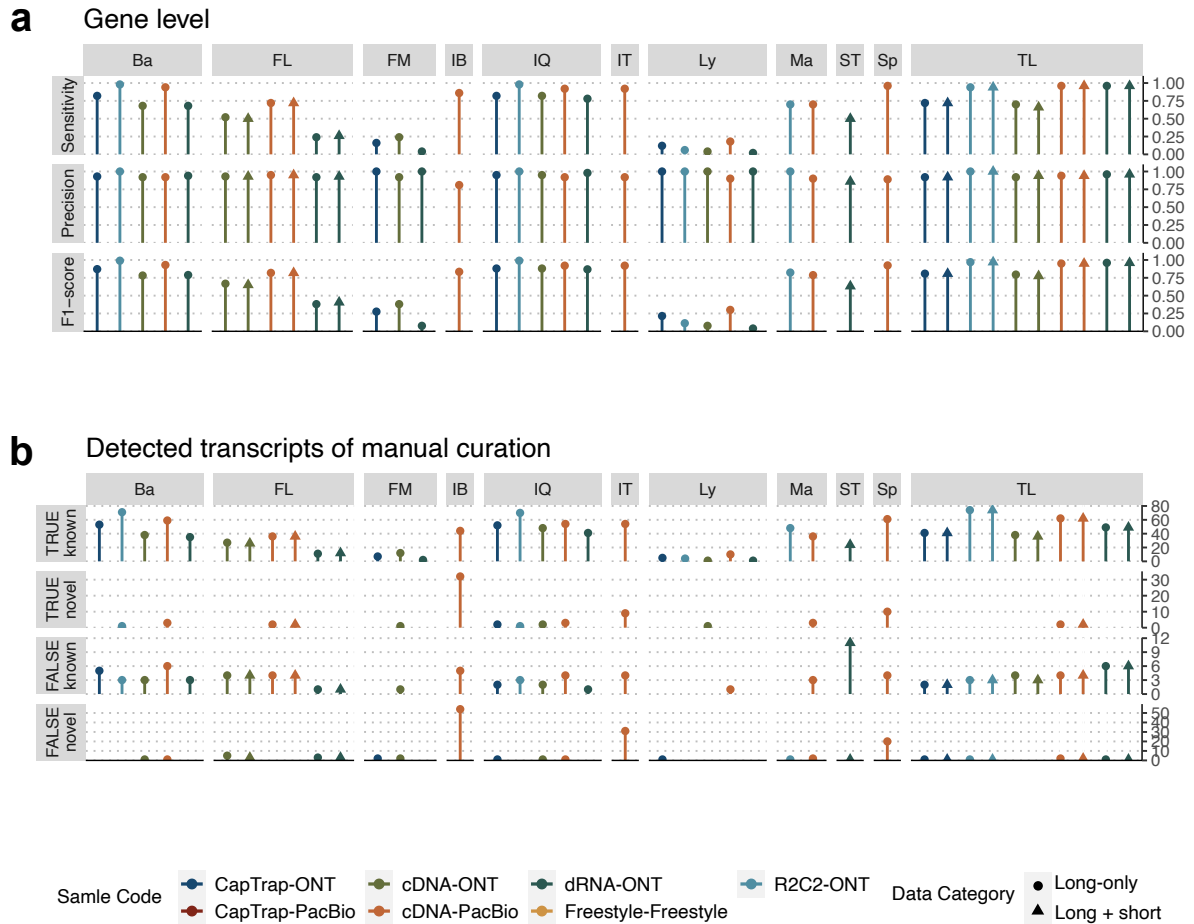 a Gene level
Ba FL FM IB IQ IT Ly Ma ST Sp TL
Sensitivity
1.00
0.75
0.50
0.25
0.00
Precision
1.00
0.75
0.50
0.25
0.00
F1−score
1.00
0.75
0.50
0.25
0.00
b Detected transcripts of manual curation
Ba FL FM IB IQ IT Ly Ma ST Sp TL
TRUE
known
80
60
40
20
0
TRUE
novel
30
20
10
0
FALSE
known
12
9
6
3
0
FALSE
novel
50
40
30
20
10
0
Samle Code
CapTrap-ONT cDNA-ONT dRNA-ONT R2C2-ONT
CapTrap-PacBio cDNA-PacBio Freestyle-Freestyle
Data Category
Long-only
Long + short